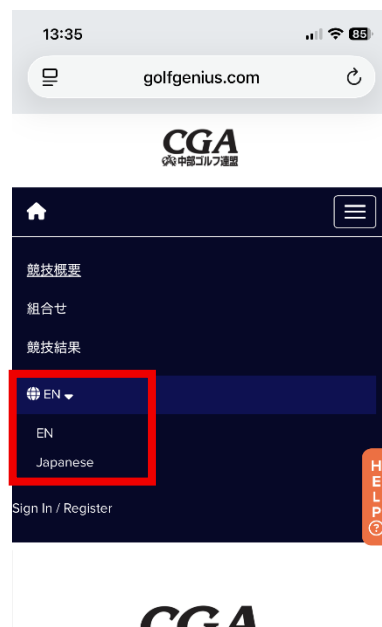 13:35
85
golfgenius.com
CGA
中部ゴルフ連盟
競技概要
組合せ
競技結果
EN
EN
Japanese
HELP
Sign In / Register
CGA